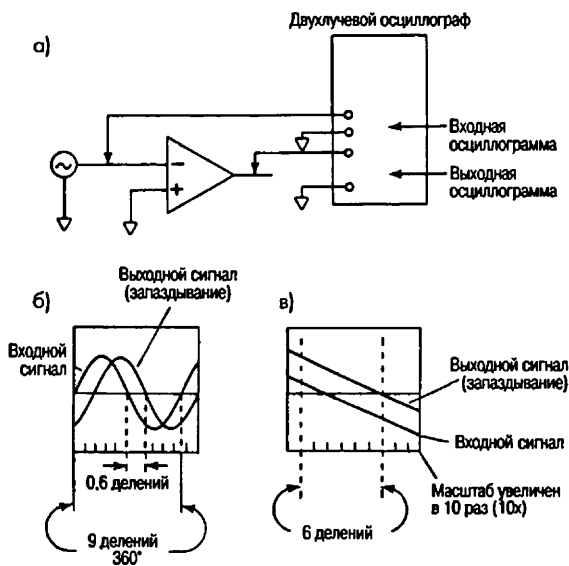 а)
Двухлучевой осциллограф
Входная
осциллограмма
Выходная
осциллограмма
−
+
б)
Выходной сигнал
(запаздывание)
Входной
сигнал
0,6 делений
9 делений
360°
в)
Выходной сигнал
(запаздывание)
Входной сигнал
Масштаб увеличен
в 10 раз (10x)
6 делений